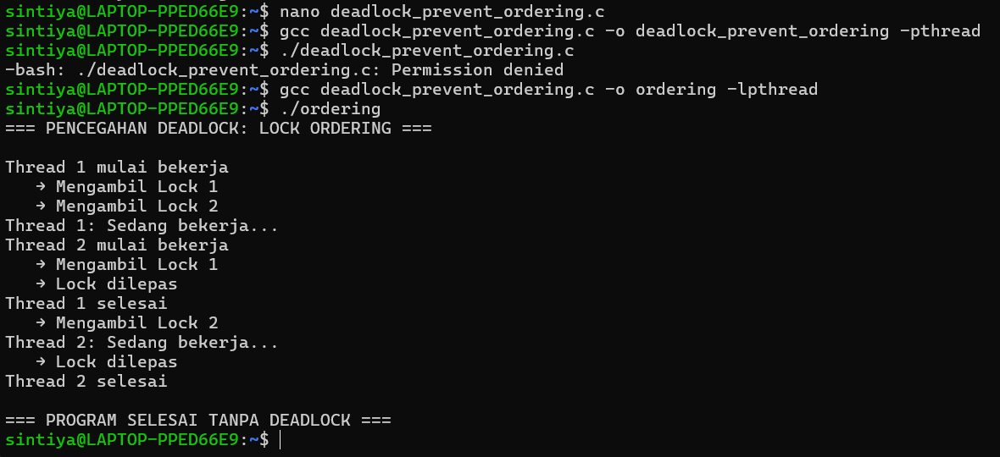 sintiya@LAPTOP-PPED66E9:~$ nano deadlock_prevent_ordering.c
sintiya@LAPTOP-PPED66E9:~$ gcc deadlock_prevent_ordering.c -o deadlock_prevent_ordering -pthread
sintiya@LAPTOP-PPED66E9:~$ ./deadlock_prevent_ordering.c
-bash: ./deadlock_prevent_ordering.c: Permission denied
sintiya@LAPTOP-PPED66E9:~$ gcc deadlock_prevent_ordering.c -o ordering -lpthread
sintiya@LAPTOP-PPED66E9:~$ ./ordering
=== PENCEGAHAN DEADLOCK: LOCK ORDERING ===
Thread 1 mulai bekerja
→ Mengambil Lock 1
→ Mengambil Lock 2
Thread 1: Sedang bekerja...
Thread 2 mulai bekerja
→ Mengambil Lock 1
→ Lock dilepas
Thread 1 selesai
→ Mengambil Lock 2
Thread 2: Sedang bekerja...
→ Lock dilepas
Thread 2 selesai
=== PROGRAM SELESAI TANPA DEADLOCK ===
sintiya@LAPTOP-PPED66E9:~$